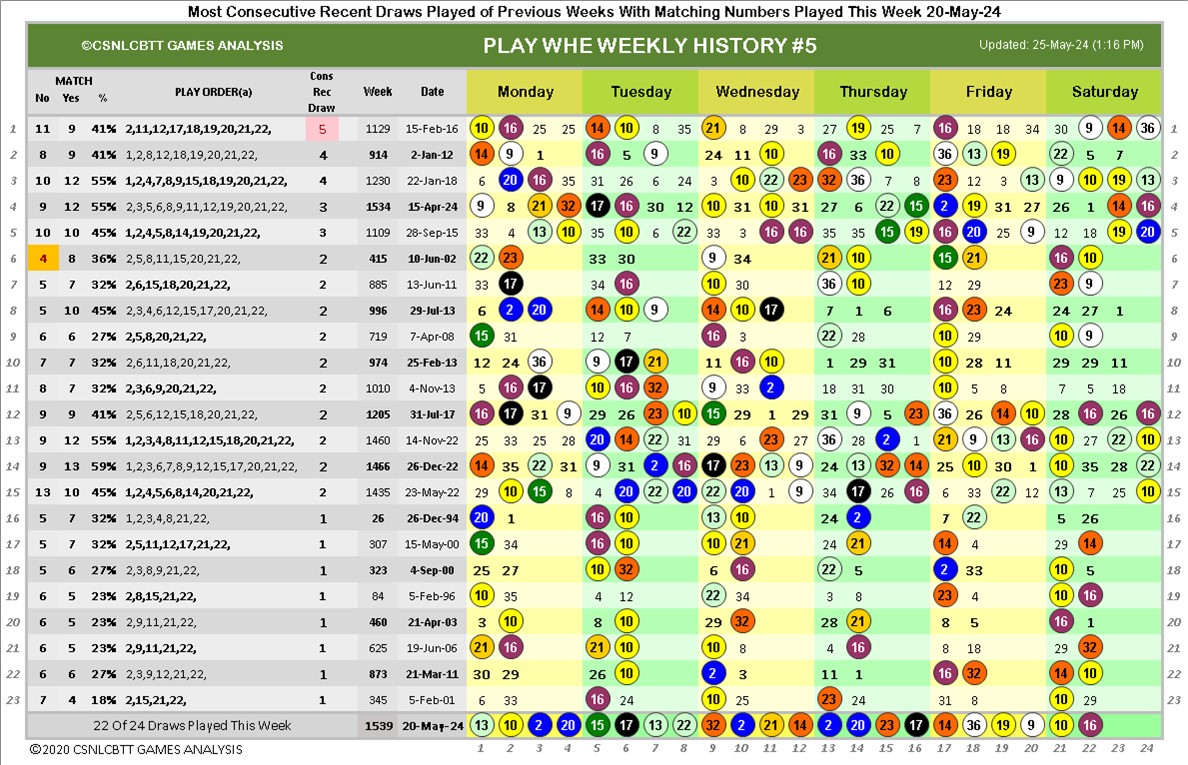 Most Consecutive Recent Draws Played of Previous Weeks With Matching Numbers Played This Week 20-May-24
©CSNLCBTT GAMES ANALYSIS PLAY WHE WEEKLY HISTORY #5 Updated: 25-May-24 (1:16 PM)
No MATCH Yes % PLAY ORDER(a) Cons Rec Draw Week Date Monday Tuesday Wednesday Thursday Friday Saturday
1 11 9 41% 2,11,12,17,18,19,20,21,22, 5 1129 15-Feb-16 10 16 25 25 14 10 8 35 21 8 29 3 27 19 25 7 16 18 18 34 30 9 14 36 1
2 8 9 41% 1,2,8,12,18,19,20,21,22, 4 914 2-Jan-12 14 9 1 16 5 9 24 11 10 16 33 10 36 13 19 22 5 7 2
3 10 12 55% 1,2,4,7,8,9,15,18,19,20,21,22, 4 1230 22-Jan-18 6 20 16 35 31 26 6 24 3 10 22 23 32 36 7 8 23 12 3 13 9 10 19 13 3
4 9 12 55% 2,3,5,6,8,9,11,12,19,20,21,22, 3 1534 15-Apr-24 9 8 21 32 17 16 30 12 10 31 10 31 27 6 22 16 2 19 31 27 26 1 14 16 4
5 10 10 45% 1,2,4,5,8,14,19,20,21,22, 3 1109 28-Sep-15 33 4 13 10 35 10 6 22 33 3 16 16 35 35 15 19 16 20 25 9 12 18 19 20 5
6 4 8 36% 2,5,8,11,15,20,21,22, 2 415 10-Jun-02 22 23 33 30 9 34 21 10 15 21 16 10 6
7 5 7 32% 2,6,15,18,20,21,22, 2 885 13-Jun-11 33 17 34 16 10 30 36 10 12 29 23 9 7
8 5 10 45% 2,3,4,6,12,15,17,20,21,22, 2 996 29-Jul-13 6 2 20 14 10 9 14 10 17 7 1 6 16 23 24 24 27 1 8
9 6 6 27% 2,5,8,20,21,22, 2 719 7-Apr-08 15 31 12 7 16 3 22 28 10 29 10 9 9
10 7 7 32% 2,6,11,18,20,21,22, 2 974 25-Feb-13 12 24 36 9 17 21 11 16 10 1 29 31 10 28 11 29 29 11 10
11 8 7 32% 2,3,6,9,20,21,22, 2 1010 4-Nov-13 5 16 17 10 16 32 9 33 2 18 31 30 10 5 8 7 5 18 11
12 9 9 41% 2,5,6,12,15,18,20,21,22, 2 1205 31-Jul-17 16 17 31 9 29 26 23 10 15 29 1 29 31 9 5 23 36 26 14 10 28 16 26 16 12
13 9 12 55% 1,2,3,4,8,11,12,15,18,20,21,22, 2 1460 14-Nov-22 25 33 25 28 20 14 22 31 29 6 23 27 36 28 2 1 21 9 13 16 10 27 22 10 13
14 9 13 59% 1,2,3,6,7,8,9,12,15,17,20,21,22, 2 1466 26-Dec-22 14 35 22 31 9 31 2 16 17 23 13 9 24 13 32 14 25 10 30 1 10 35 28 22 14
15 13 10 45% 1,2,4,5,6,8,14,20,21,22, 2 1435 23-May-22 29 10 15 8 4 20 22 20 22 20 1 9 34 17 26 16 6 33 22 12 13 7 25 10 15
16 5 7 32% 1,2,3,4,8,21,22, 1 26 26-Dec-94 20 1 16 10 13 10 24 2 7 22 5 26 16
17 5 7 32% 2,5,11,12,17,21,22, 1 307 15-May-00 15 34 16 10 10 21 24 21 14 4 29 14 17
18 5 6 27% 2,3,8,9,21,22, 1 323 4-Sep-00 25 27 10 32 6 16 22 5 2 33 10 5 18
19 6 5 23% 2,8,15,21,22, 1 84 5-Feb-96 10 35 4 12 22 34 3 8 23 4 10 16 19
20 6 5 23% 2,9,11,21,22, 1 460 21-Apr-03 3 10 8 10 29 32 28 21 8 5 16 1 20
21 6 5 23% 2,9,11,21,22, 1 625 19-Jun-06 21 16 21 10 10 8 4 16 8 18 29 32 21
22 6 6 27% 2,3,9,12,21,22, 1 873 21-Mar-11 30 29 26 10 2 3 11 1 16 32 14 10 22
23 7 4 18% 2,15,21,22, 1 345 5-Feb-01 6 33 16 24 10 25 23 24 31 8 10 29 23
22 Of 24 Draws Played This Week 1539 20-May-24 13 10 2 20 15 17 13 22 32 2 21 14 2 20 23 17 14 36 19 9 10 16
©2020 CSNLCBTT GAMES ANALYSIS 1 2 3 4 5 6 7 8 9 10 11 12 13 14 15 16 17 18 19 20 21 22 23 24